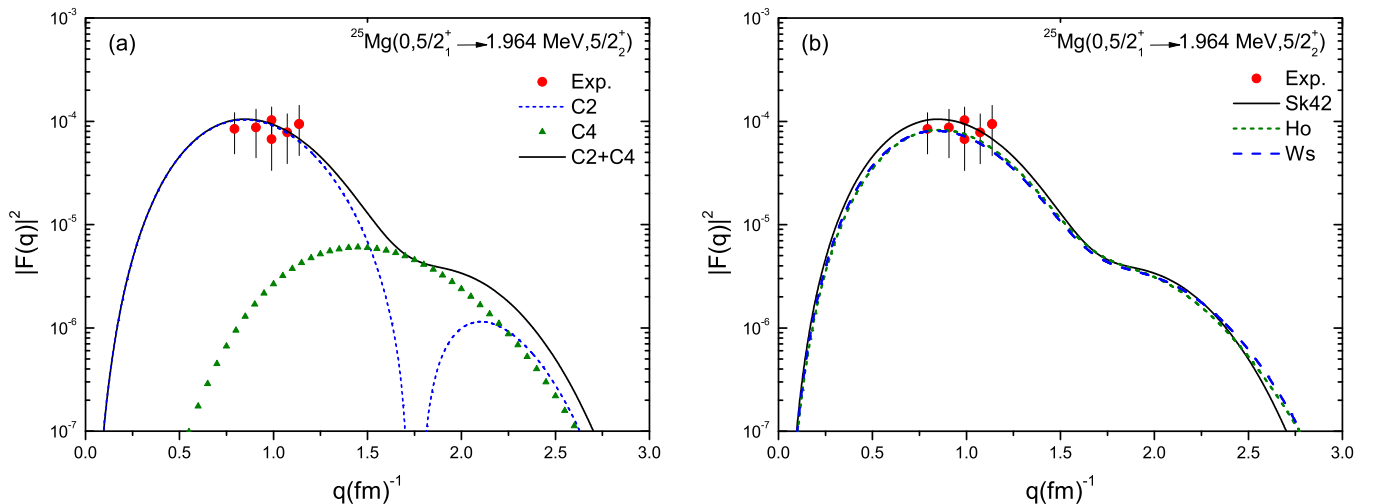 (a)
²⁵Mg(0,5/2₁⁺ → 1.964 MeV,5/2₂⁺)
Exp.
C2
C4
C2+C4
10⁻³
10⁻⁴
10⁻⁵
10⁻⁶
10⁻⁷
|F(q)|²
0.0 0.5 1.0 1.5 2.0 2.5 3.0
q(fm)⁻¹
(b)
²⁵Mg(0,5/2₁⁺ → 1.964 MeV,5/2₂⁺)
Exp.
Sk42
Ho
Ws
10⁻³
10⁻⁴
10⁻⁵
10⁻⁶
10⁻⁷
|F(q)|²
0.0 0.5 1.0 1.5 2.0 2.5 3.0
q(fm)⁻¹